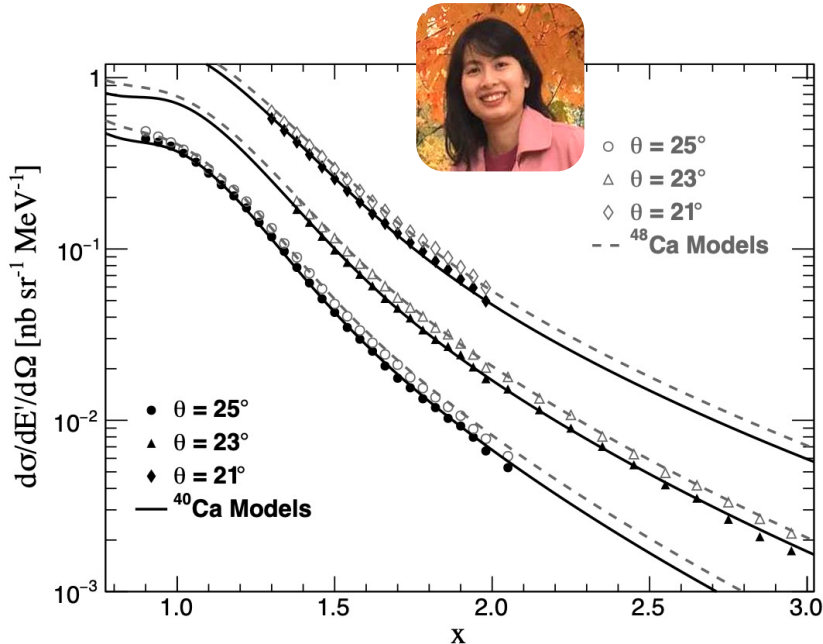 1
10⁻¹
10⁻²
10⁻³
dσ/dE'/dΩ [nb sr⁻¹ MeV⁻¹]
θ = 25°
θ = 23°
θ = 21°
⁴⁸Ca Models
θ = 25°
θ = 23°
θ = 21°
⁴⁰Ca Models
1.0 1.5 2.0 2.5 3.0
x